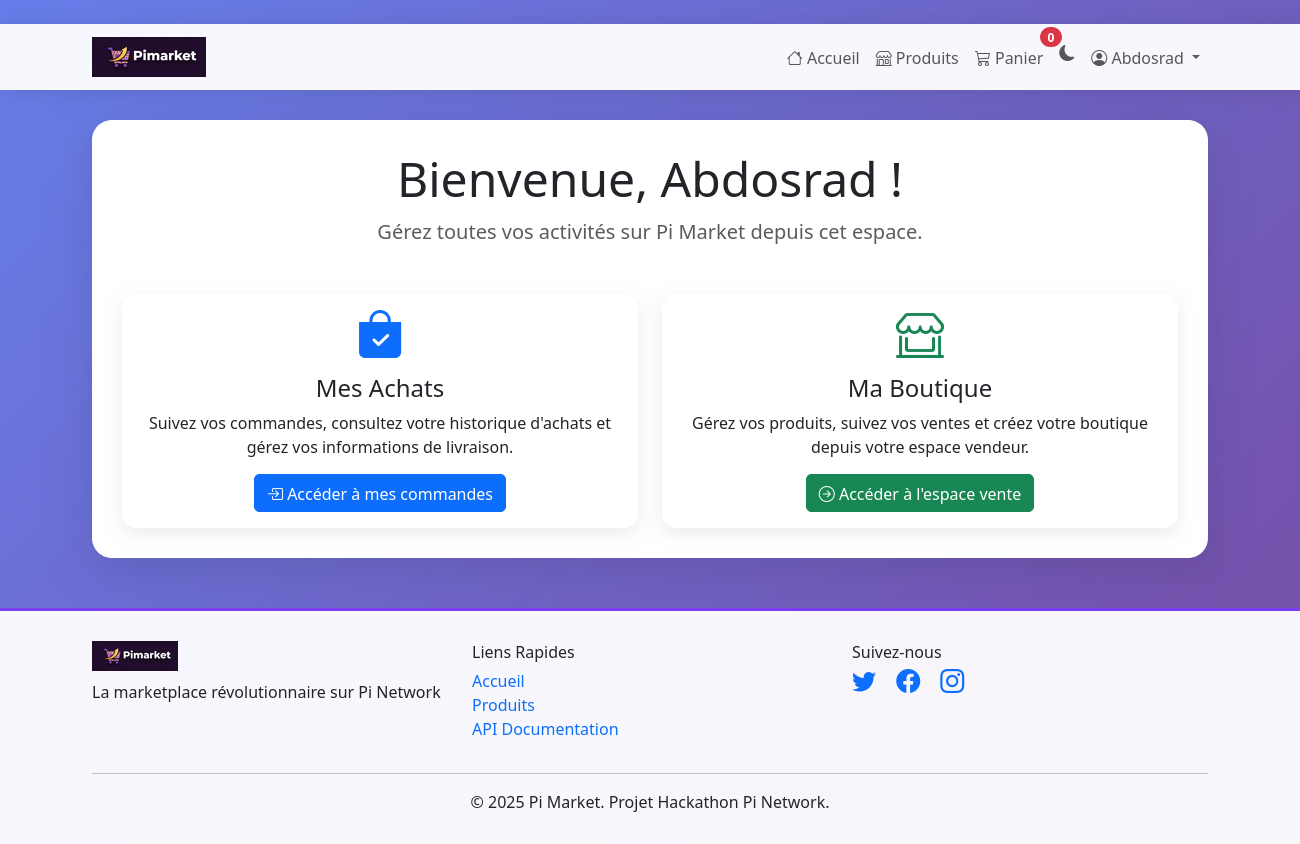 Pimarket
Accueil
Produits
Panier
0
Abdosrad
Bienvenue, Abdosrad !
Gérez toutes vos activités sur Pi Market depuis cet espace.
Mes Achats
Suivez vos commandes, consultez votre historique d'achats et
gérez vos informations de livraison.
Accéder à mes commandes
Ma Boutique
Gérez vos produits, suivez vos ventes et créez votre boutique
depuis votre espace vendeur.
Accéder à l'espace vente
Pimarket
La marketplace révolutionnaire sur Pi Network
Liens Rapides
Accueil
Produits
API Documentation
Suivez-nous
© 2025 Pi Market. Projet Hackathon Pi Network.